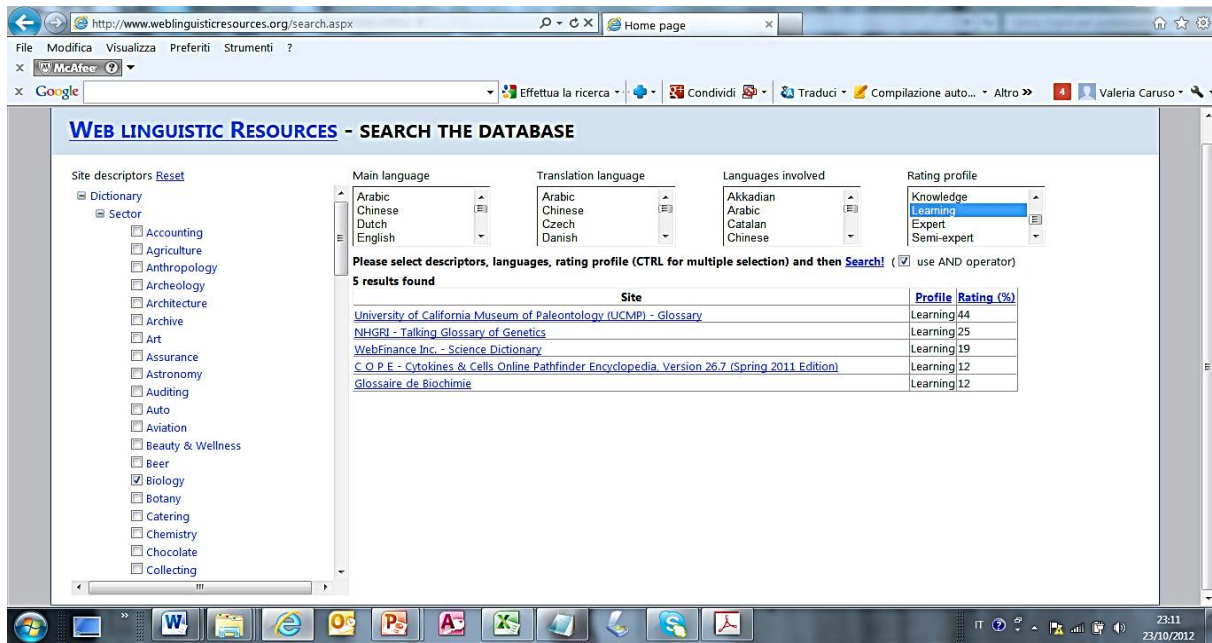 http://www.weblinguisticresources.org/search.aspx
Home page
File Modifica Visualizza Preferiti Strumenti ?
McAfee
Google
Effettua la ricerca
Condividi
Traduci
Compilazione auto...
Altro »
4
Valeria Caruso
WEB LINGUISTIC RESOURCES - SEARCH THE DATABASE
Site descriptors Reset
Dictionary
Sector
Accounting
Agriculture
Anthropology
Archeology
Architecture
Archive
Art
Assurance
Astronomy
Auditing
Auto
Aviation
Beauty & Wellness
Beer
Biology
Botany
Catering
Chemistry
Chocolate
Collecting
Main language
Arabic
Chinese
Dutch
English
Translation language
Arabic
Chinese
Czech
Danish
Languages involved
Akkadian
Arabic
Catalan
Chinese
Rating profile
Knowledge
Learning
Expert
Semi-expert
Please select descriptors, languages, rating profile (CTRL for multiple selection) and then Search! ( use AND operator)
5 results found
Site Profile Rating (%)
University of California Museum of Paleontology (UCMP) - Glossary Learning 44
NHGRI - Talking Glossary of Genetics Learning 25
WebFinance Inc. - Science Dictionary Learning 19
C O P E - Cytokines & Cells Online Pathfinder Encyclopedia, Version 26.7 (Spring 2011 Edition) Learning 12
Glossaire de Biochimie Learning 12
IT
23:11
23/10/2012